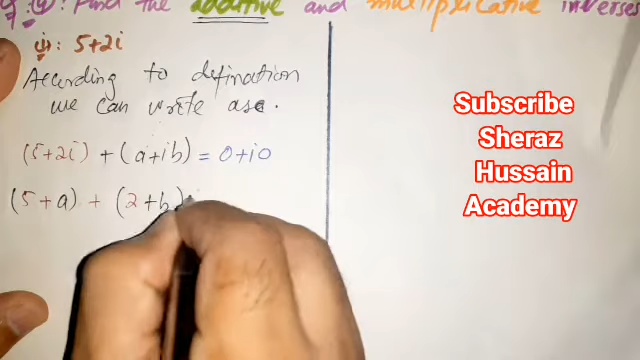 Q: Find the additive and multiplicative inverses
(i): 5+2i
According to defination
we can write as.
(5+2i) + (a+ib) = 0+i0
(5+a) + (2+b)i
Subscribe
Sheraz
Hussain
Academy